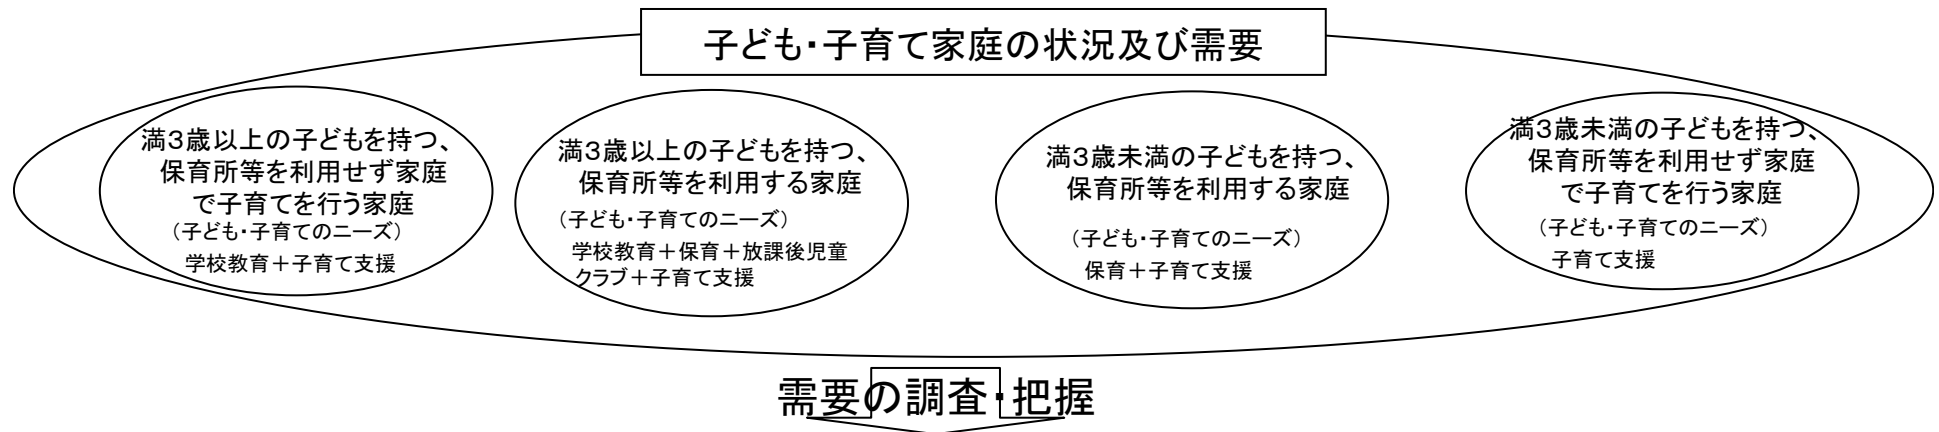 子ども・子育て家庭の状況及び需要
満３歳以上の子どもを持つ、
保育所等を利用せず家庭
で子育てを行う家庭
（子ども・子育てのニーズ）
学校教育＋子育て支援
満３歳以上の子どもを持つ、
保育所等を利用する家庭
（子ども・子育てのニーズ）
学校教育＋保育＋放課後児童
クラブ＋子育て支援
満３歳未満の子どもを持つ、
保育所等を利用する家庭
（子ども・子育てのニーズ）
保育＋子育て支援
満３歳未満の子どもを持つ、
保育所等を利用せず家庭
で子育てを行う家庭
（子ども・子育てのニーズ）
子育て支援
需要の調査・把握